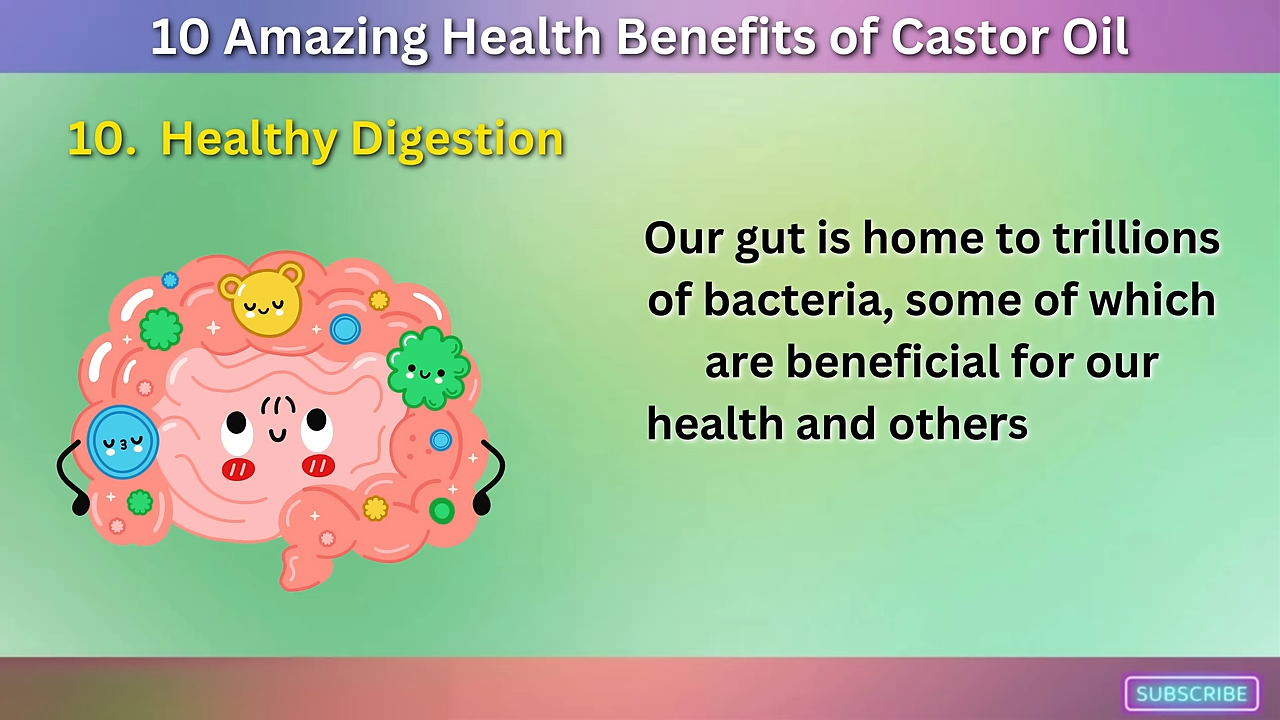 10 Amazing Health Benefits of Castor Oil
10. Healthy Digestion
Our gut is home to trillions
of bacteria, some of which
are beneficial for our
health and others
SUBSCRIBE